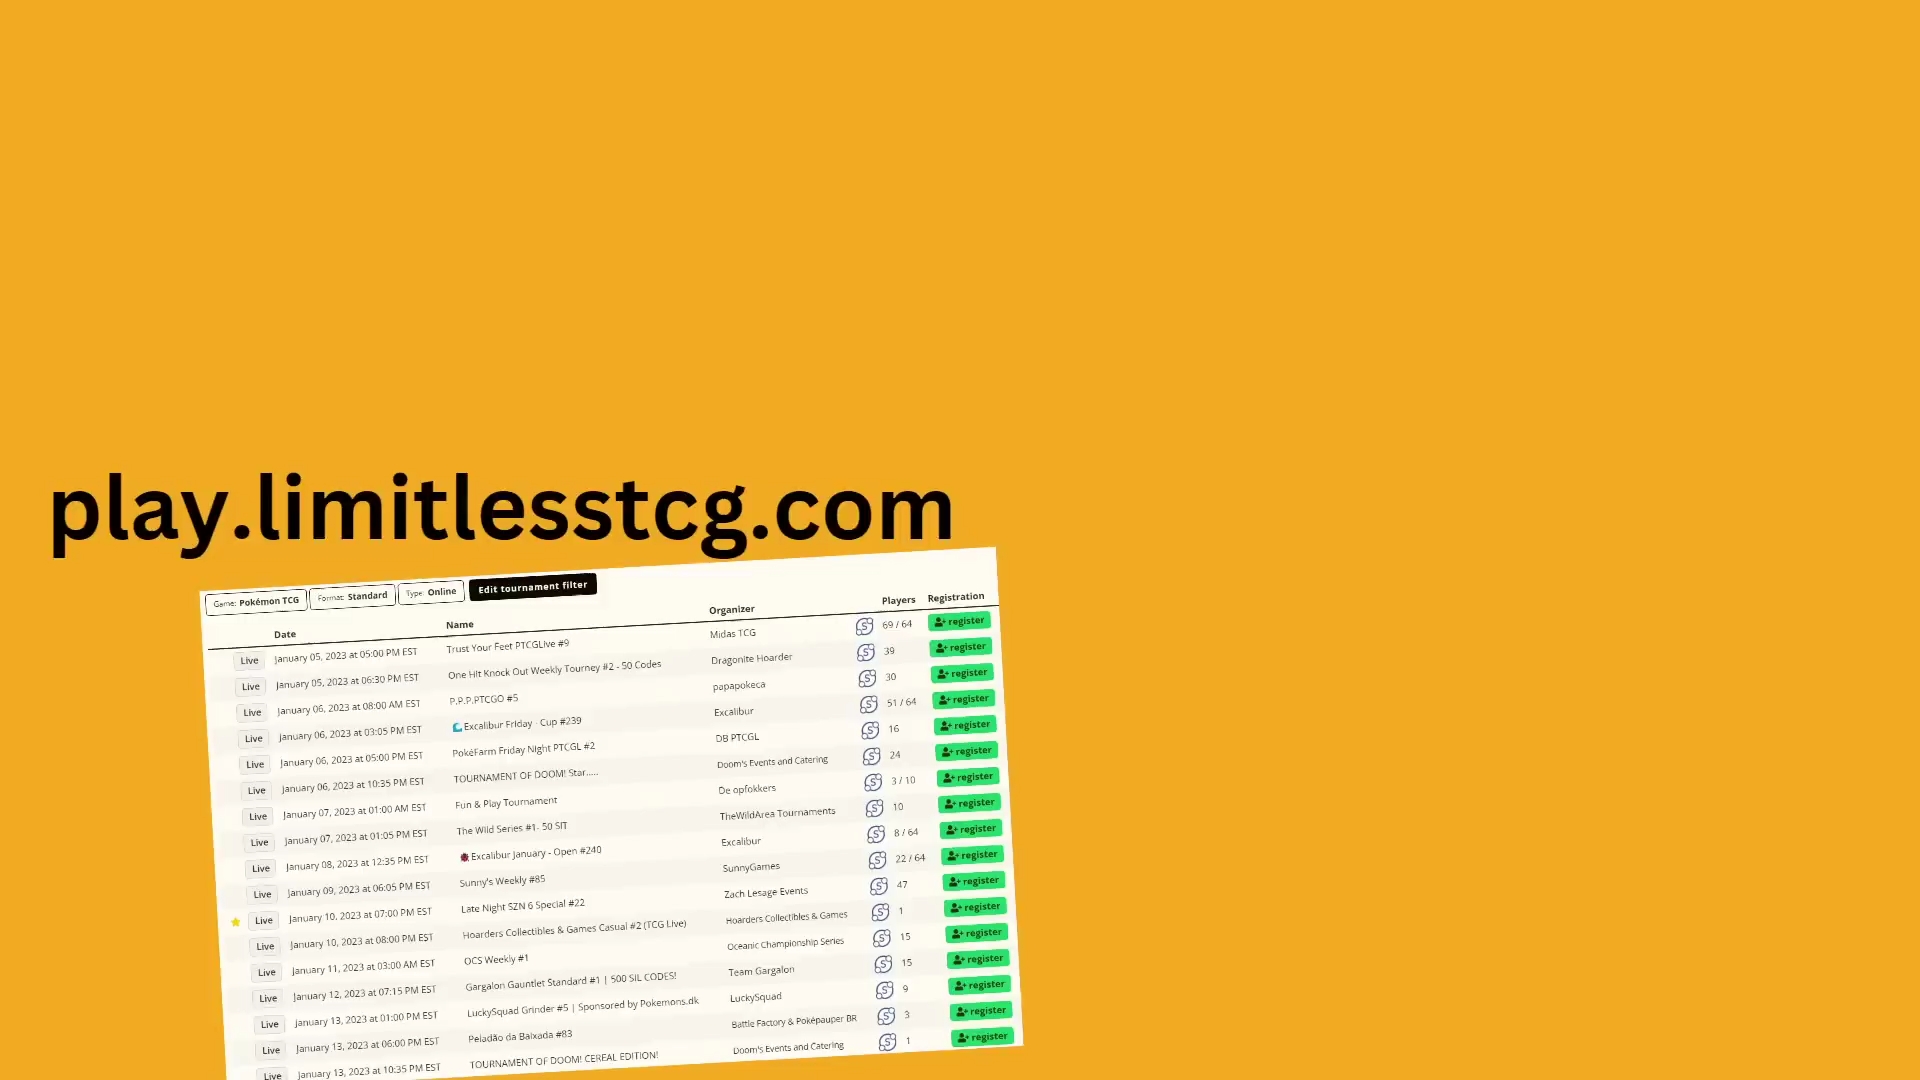 play.limitlesstcg.com
Game: Pokémon TCG Format: Standard Type: Online Edit tournament filter
Date Name Organizer Players Registration
Live January 05, 2023 at 05:00 PM EST Trust Your Feet PTCGLive #9 Midas TCG 69 / 64 register
Live January 05, 2023 at 06:30 PM EST One Hit Knock Out Weekly Tourney #2 - 50 Codes Dragonite Hoarder 39 register
Live January 06, 2023 at 08:00 AM EST P.P.P.PTCGO #5 papapokeca 30 register
Live January 06, 2023 at 03:05 PM EST Excalibur Friday - Cup #239 Excalibur 51 / 64 register
Live January 06, 2023 at 05:00 PM EST PokéFarm Friday Night PTCGL #2 DB PTCGL 16 register
Live January 06, 2023 at 10:35 PM EST TOURNAMENT OF DOOM! Star..... Doom's Events and Catering 24 register
Live January 07, 2023 at 01:00 AM EST Fun & Play Tournament De opfokkers 3 / 10 register
Live January 07, 2023 at 01:05 PM EST The Wild Series #1- 50 SIT TheWildArea Tournaments 10 register
Live January 08, 2023 at 12:35 PM EST Excalibur January - Open #240 Excalibur 8 / 64 register
Live January 09, 2023 at 06:05 PM EST Sunny's Weekly #85 SunnyGames 22 / 64 register
Live January 10, 2023 at 07:00 PM EST Late Night SZN 6 Special #22 Zach Lesage Events 47 register
Live January 10, 2023 at 08:00 PM EST Hoarders Collectibles & Games Casual #2 (TCG Live) Hoarders Collectibles & Games 1 register
Live January 11, 2023 at 03:00 AM EST OCS Weekly #1 Oceanic Championship Series 15 register
Live January 12, 2023 at 07:15 PM EST Gargalon Gauntlet Standard #1 | 500 SIL CODES! Team Gargalon 15 register
Live January 13, 2023 at 01:00 PM EST LuckySquad Grinder #5 | Sponsored by Pokemons.dk LuckySquad 9 register
Live January 13, 2023 at 06:00 PM EST Peladão da Baixada #83 Battle Factory & Poképauper BR 3 register
Live January 13, 2023 at 10:35 PM EST TOURNAMENT OF DOOM! CEREAL EDITION! Doom's Events and Catering 1 register